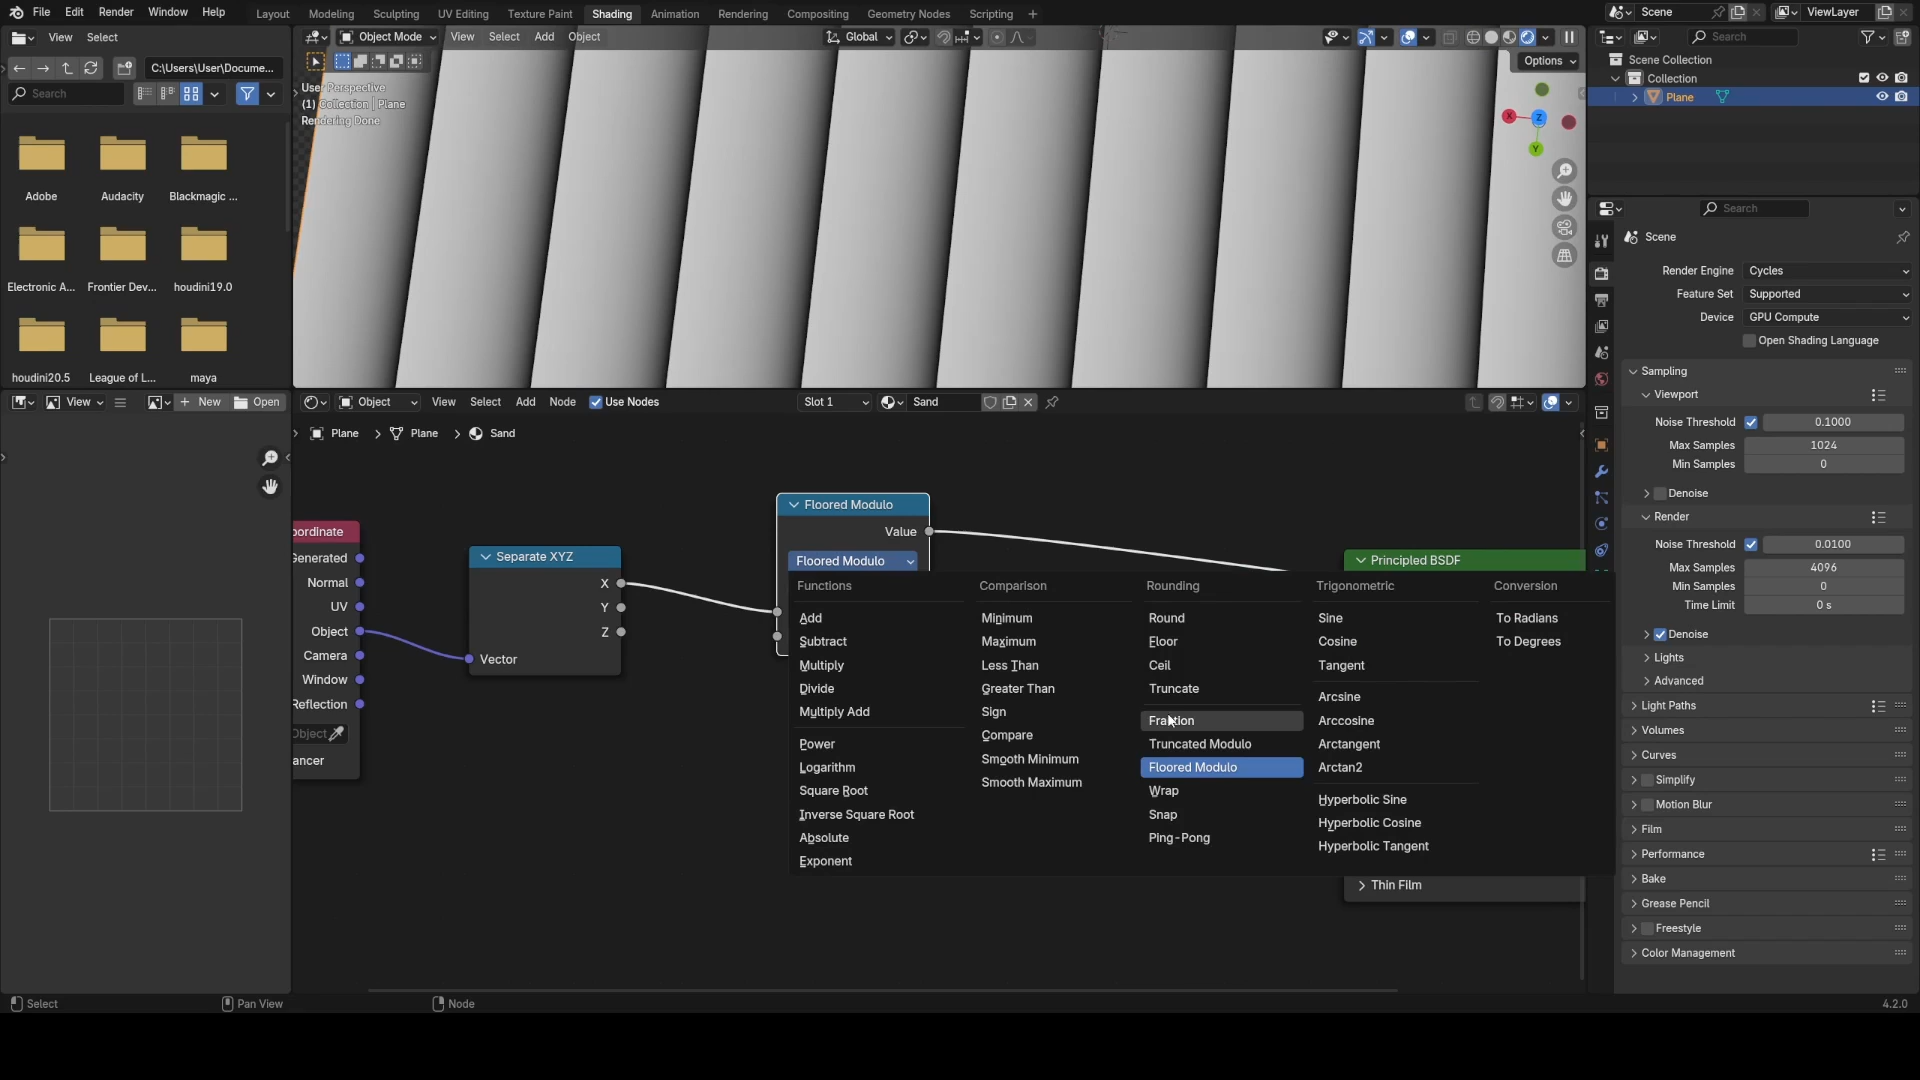 File Edit Render Window Help
Layout Modeling Sculpting UV Editing Texture Paint Shading Animation Rendering Compositing Geometry Nodes Scripting +
Scene ViewLayer
View Select
C:\Users\User\Docume...
Search
Adobe Audacity Blackmagic ...
Electronic A... Frontier Dev... houdini19.0
houdini20.5 League of L... maya
Object Mode View Select Add Object Global
Options
User Perspective
(1) Collection | Plane
Rendering Done
X Z Y
Search
Scene Collection
Collection
Plane
Search
Scene
Render Engine Cycles
Feature Set Supported
Device GPU Compute
Open Shading Language
Sampling
Viewport
Noise Threshold 0.1000
Max Samples 1024
Min Samples 0
Denoise
Render
Noise Threshold 0.0100
Max Samples 4096
Min Samples 0
Time Limit 0 s
Denoise
Lights
Advanced
Light Paths
Volumes
Curves
Simplify
Motion Blur
Film
Performance
Bake
Grease Pencil
Freestyle
Color Management
View New Open
Object View Select Add Node Use Nodes Slot 1 Sand
Plane > Plane > Sand
oordinate
Generated
Normal
UV
Object
Camera
Window
Reflection
Object
ancer
Separate XYZ
X
Y
Z
Vector
Floored Modulo
Value
Floored Modulo
Principled BSDF
Thin Film
Functions
Add
Subtract
Multiply
Divide
Multiply Add
Power
Logarithm
Square Root
Inverse Square Root
Absolute
Exponent
Comparison
Minimum
Maximum
Less Than
Greater Than
Sign
Compare
Smooth Minimum
Smooth Maximum
Rounding
Round
Floor
Ceil
Truncate
Fraction
Truncated Modulo
Floored Modulo
Wrap
Snap
Ping-Pong
Trigonometric
Sine
Cosine
Tangent
Arcsine
Arccosine
Arctangent
Arctan2
Hyperbolic Sine
Hyperbolic Cosine
Hyperbolic Tangent
Conversion
To Radians
To Degrees
Select Pan View Node 4.2.0